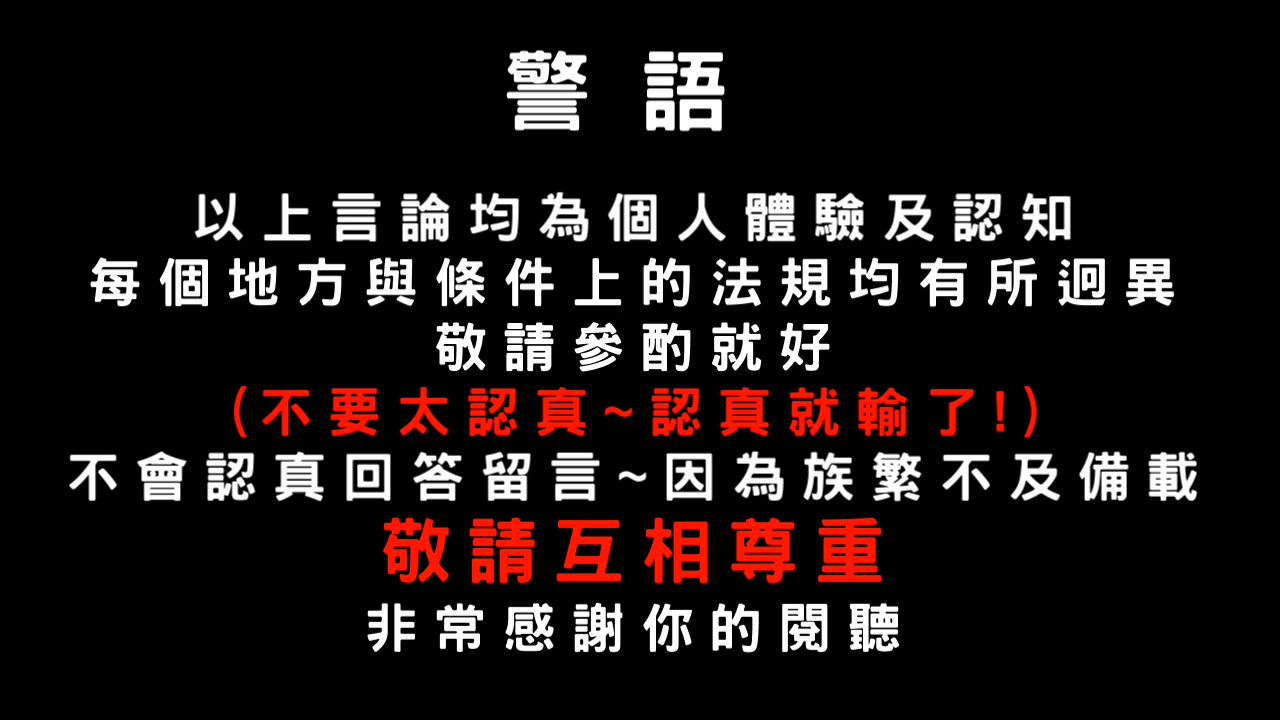 警語
以上言論均為個人體驗及認知
每個地方與條件上的法規均有所迥異
敬請參酌就好
(不要太認真~認真就輸了!)
不會認真回答留言~因為族繁不及備載
敬請互相尊重
非常感謝你的閱聽